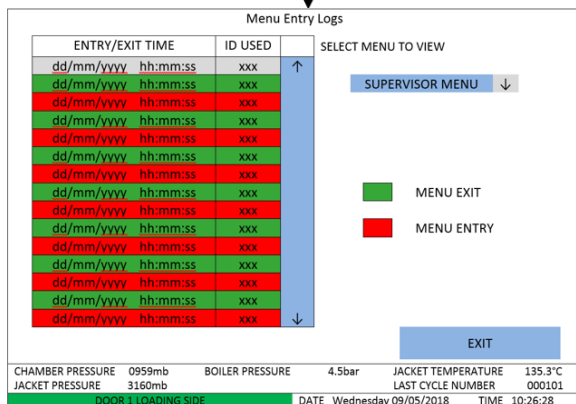 Menu Entry Logs
ENTRY/EXIT TIME ID USED SELECT MENU TO VIEW
dd/mm/yyyy hh:mm:ss xxx ↑
dd/mm/yyyy hh:mm:ss xxx SUPERVISOR MENU ↓
dd/mm/yyyy hh:mm:ss xxx
dd/mm/yyyy hh:mm:ss xxx
dd/mm/yyyy hh:mm:ss xxx
dd/mm/yyyy hh:mm:ss xxx
dd/mm/yyyy hh:mm:ss xxx
dd/mm/yyyy hh:mm:ss xxx MENU EXIT
dd/mm/yyyy hh:mm:ss xxx
dd/mm/yyyy hh:mm:ss xxx MENU ENTRY
dd/mm/yyyy hh:mm:ss xxx
dd/mm/yyyy hh:mm:ss xxx
dd/mm/yyyy hh:mm:ss xxx
dd/mm/yyyy hh:mm:ss xxx
dd/mm/yyyy hh:mm:ss xxx ↓
EXIT
CHAMBER PRESSURE 0959mb BOILER PRESSURE 4.5bar JACKET TEMPERATURE 135.3°C
JACKET PRESSURE 3160mb LAST CYCLE NUMBER 000101
DOOR 1 LOADING SIDE DATE Wednesday 09/05/2018 TIME 10:26:28